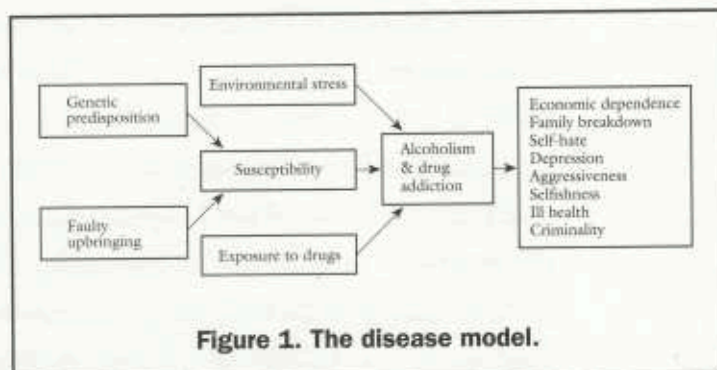 Genetic
predisposition
Faulty
upbringing
Environmental stress
Susceptibility
Exposure to drugs
Alcoholism
& drug
addiction
Economic dependence
Family breakdown
Self-hate
Depression
Aggressiveness
Selfishness
Ill health
Criminality
Figure 1. The disease model.